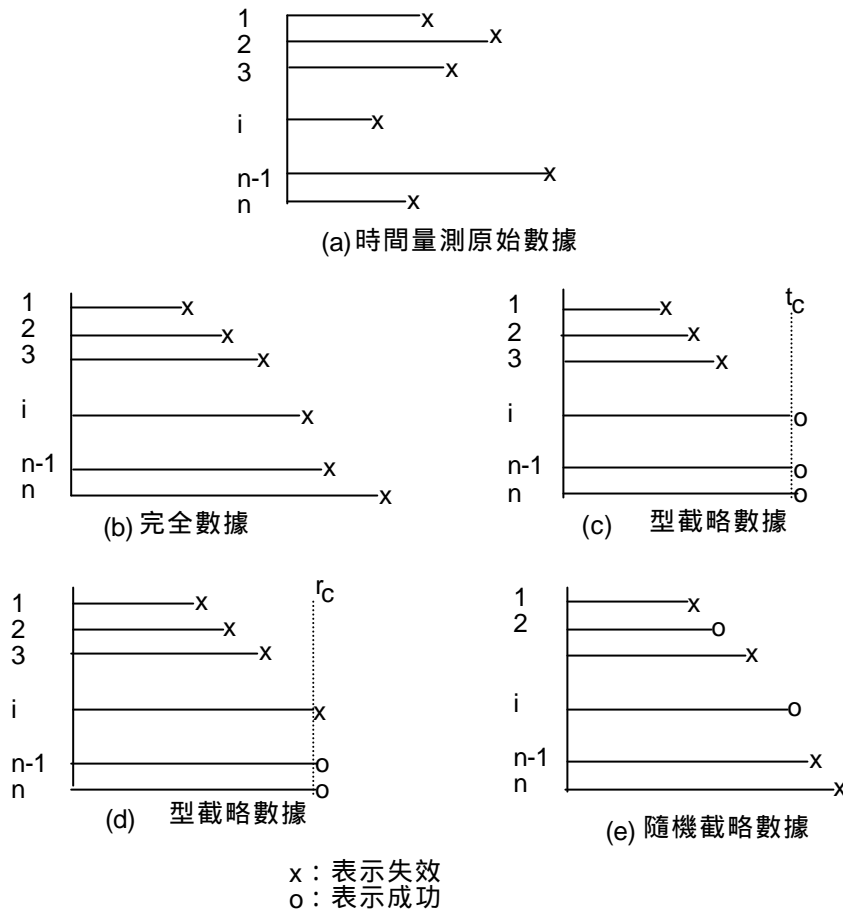 1
2
3
i
n-1
n
(a) 時間量測原始數據
1
2
3
i
n-1
n
(b) 完全數據
tc
1
2
3
i
n-1
n
(c) 型截略數據
rc
1
2
3
i
n-1
n
(d) 型截略數據
1
2
i
n-1
n
(e) 隨機截略數據
x：表示失效
o：表示成功